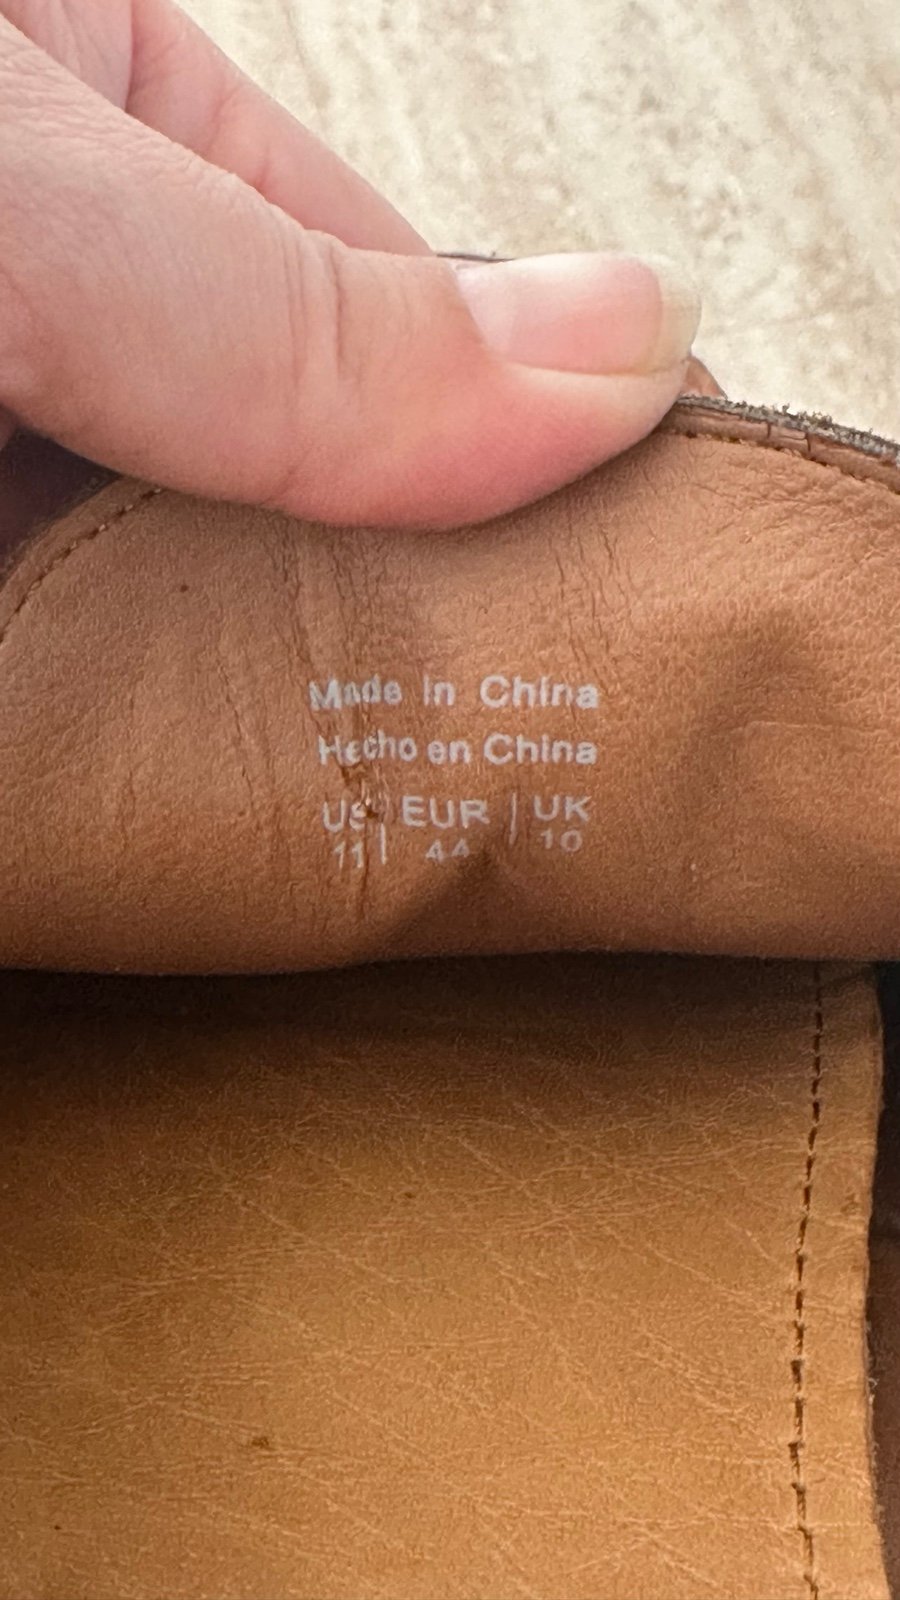 Made in China
Hecho en China
US | EUR | UK
11 | 44 | 10